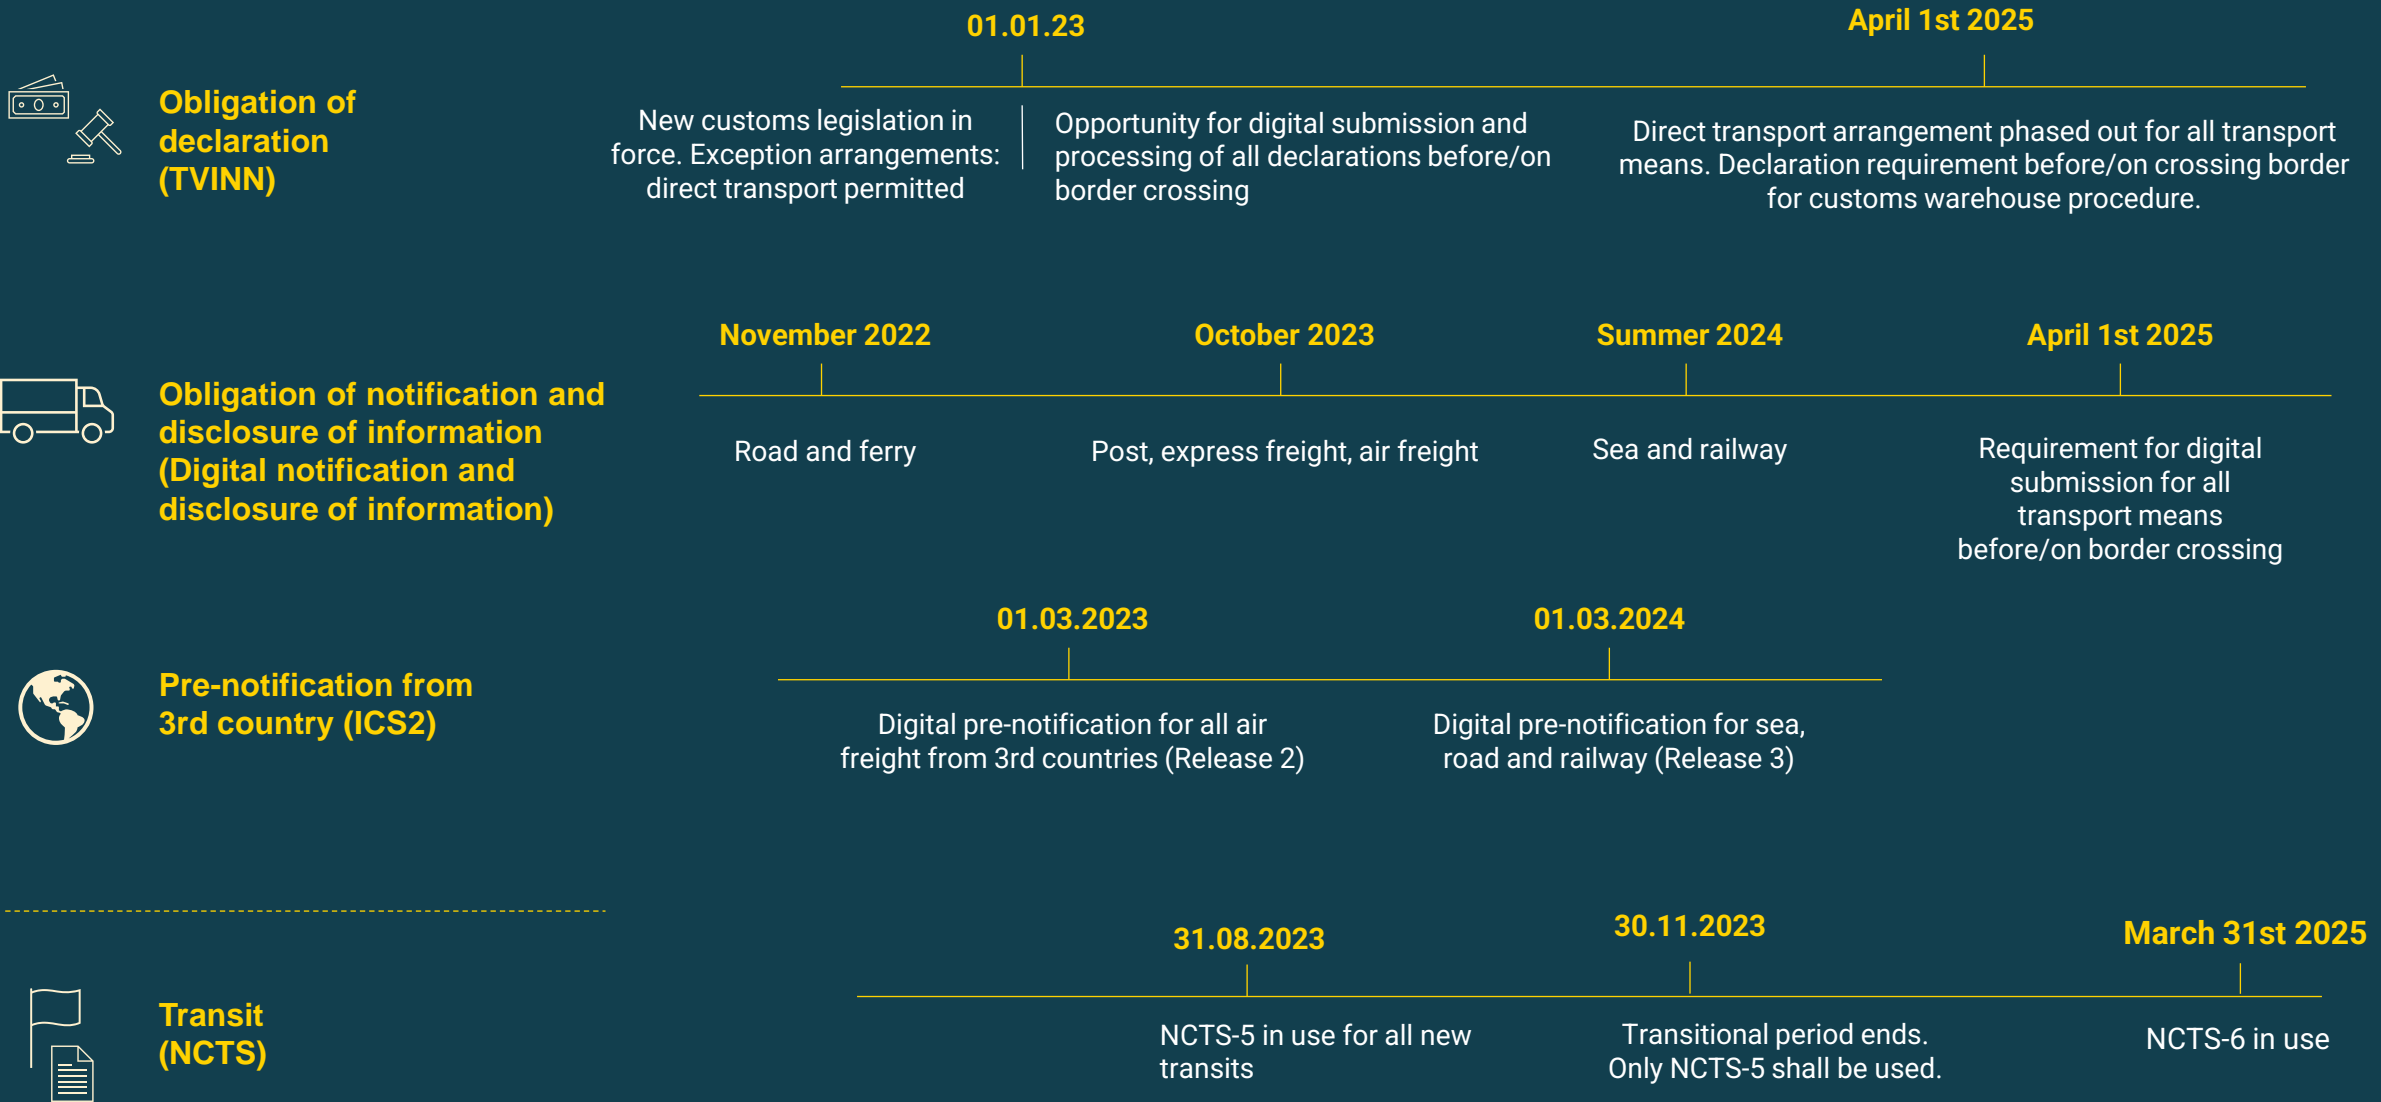 01.01.23
April 1st 2025
Obligation of
declaration
(TVINN)
New customs legislation in
force. Exception arrangements:
direct transport permitted
Opportunity for digital submission and
processing of all declarations before/on
border crossing
Direct transport arrangement phased out for all transport
means. Declaration requirement before/on crossing border
for customs warehouse procedure.
November 2022
October 2023
Summer 2024
April 1st 2025
Obligation of notification and
disclosure of information
(Digital notification and
disclosure of information)
Road and ferry
Post, express freight, air freight
Sea and railway
Requirement for digital
submission for all
transport means
before/on border crossing
01.03.2023
01.03.2024
Pre-notification from
3rd country (ICS2)
Digital pre-notification for all air
freight from 3rd countries (Release 2)
Digital pre-notification for sea,
road and railway (Release 3)
31.08.2023
30.11.2023
March 31st 2025
Transit
(NCTS)
NCTS-5 in use for all new
transits
Transitional period ends.
Only NCTS-5 shall be used.
NCTS-6 in use